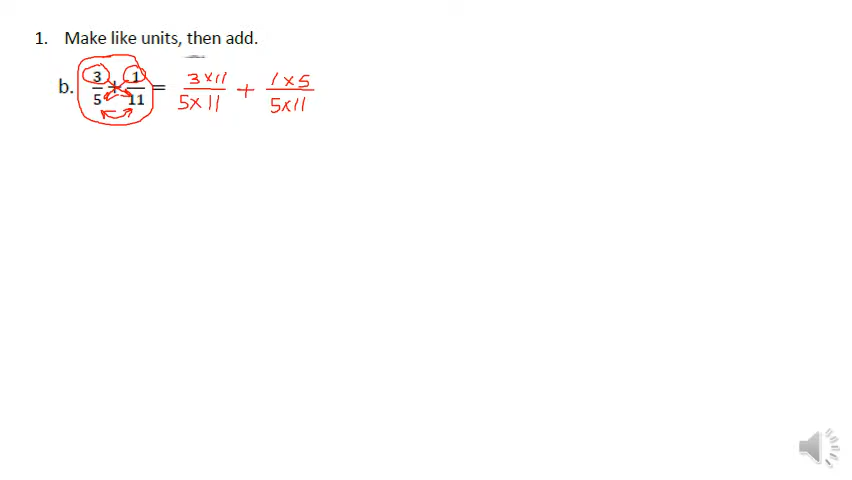 1. Make like units, then add.
b. 3/5 + 1/11 = 3×11/5×11 + 1×5/5×11